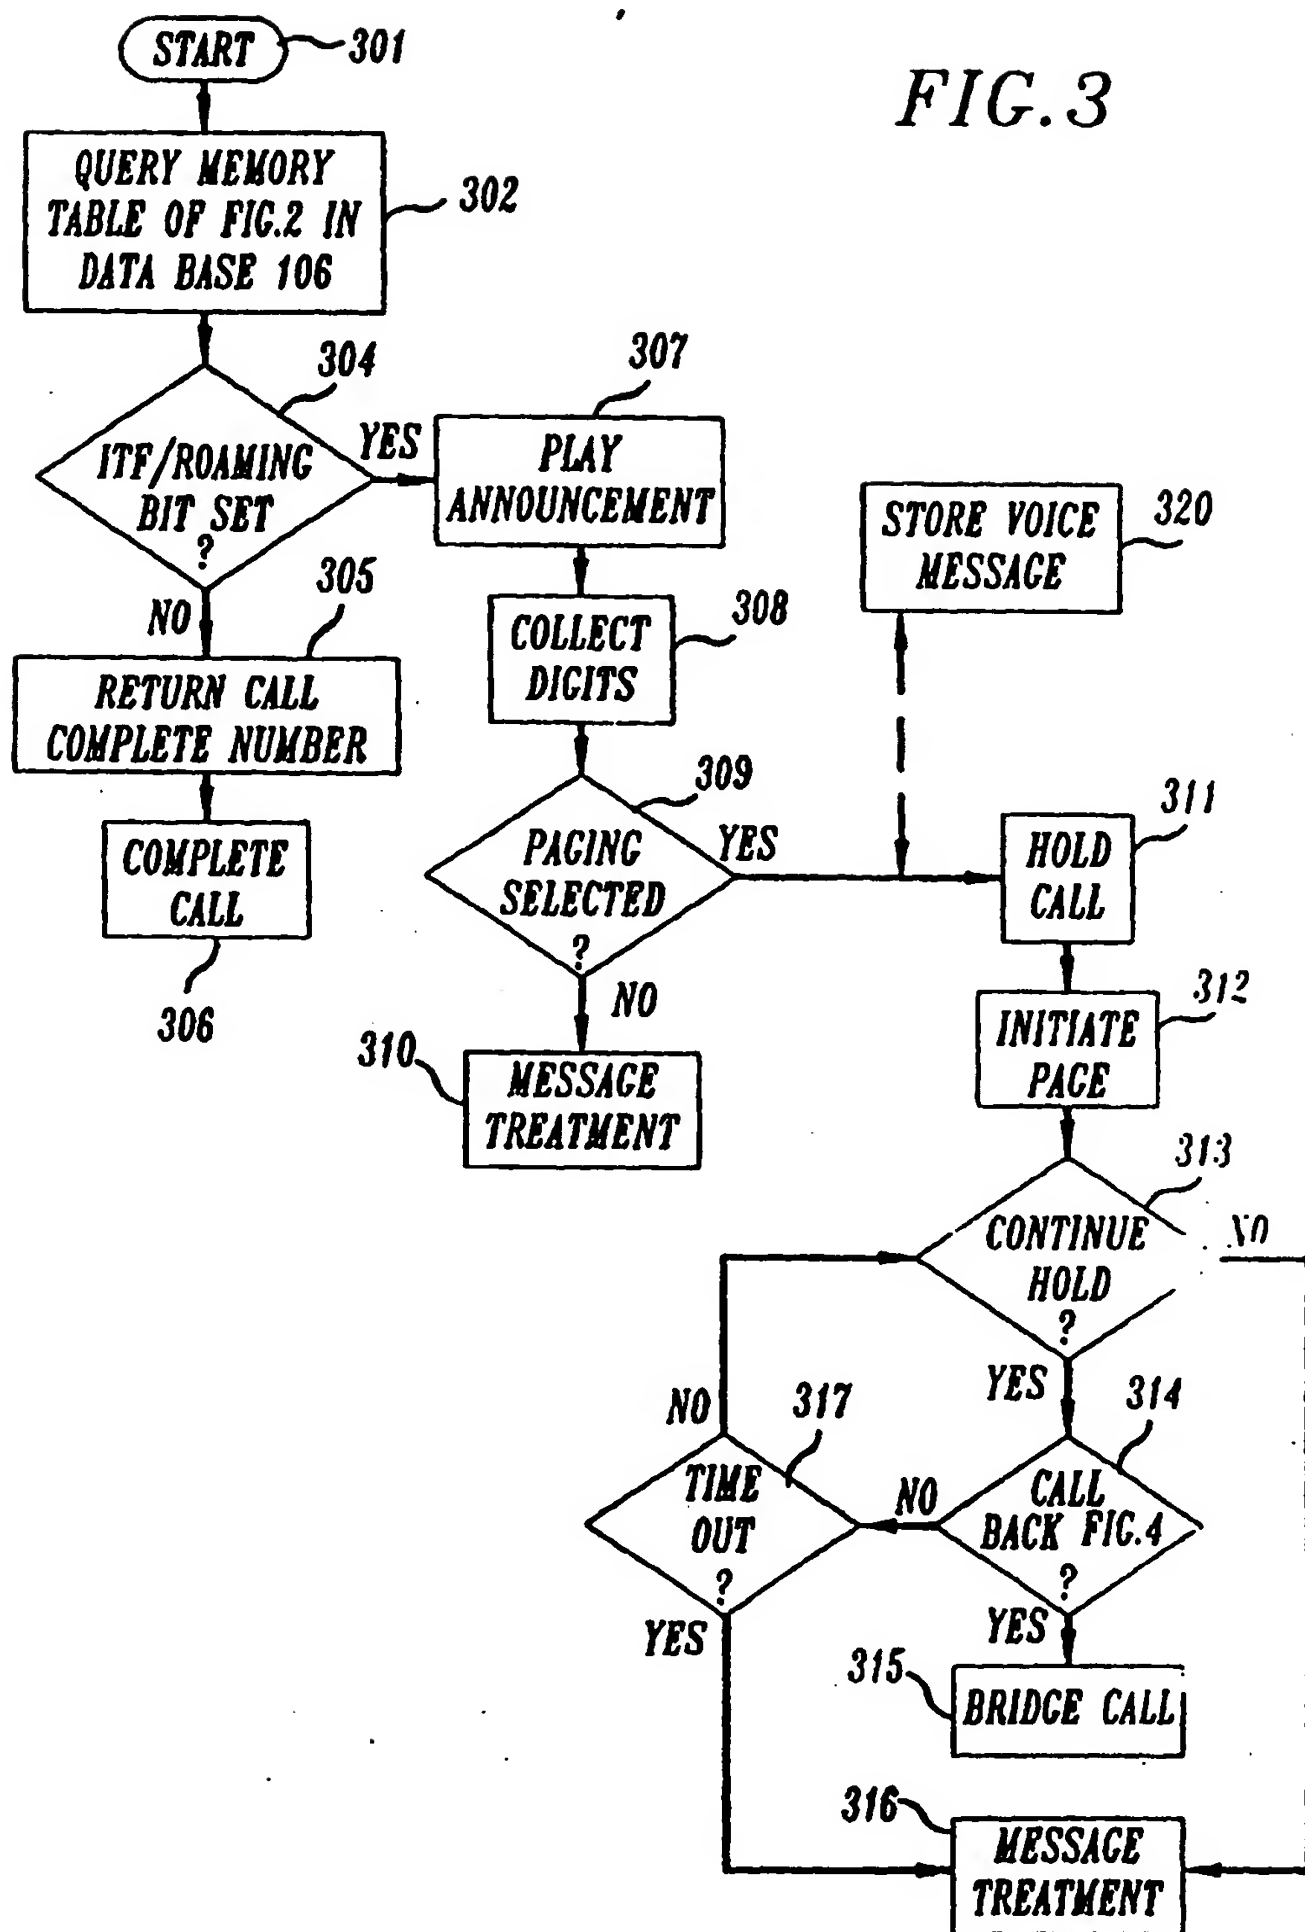 START
301
FIG.3
QUERY MEMORY
TABLE OF FIG.2 IN
DATA BASE 106
302
304
ITF/ROAMING
BIT SET
?
YES
NO
307
PLAY
ANNOUNCEMENT
305
RETURN CALL
COMPLETE NUMBER
COMPLETE
CALL
306
308
COLLECT
DIGITS
STORE VOICE
MESSAGE
320
309
PAGING
SELECTED
?
YES
NO
310
MESSAGE
TREATMENT
311
HOLD
CALL
312
INITIATE
PAGE
313
CONTINUE
HOLD
?
NO
YES
314
CALL
BACK FIG.4
?
NO
YES
317
TIME
OUT
?
NO
YES
315
BRIDGE CALL
316
MESSAGE
TREATMENT